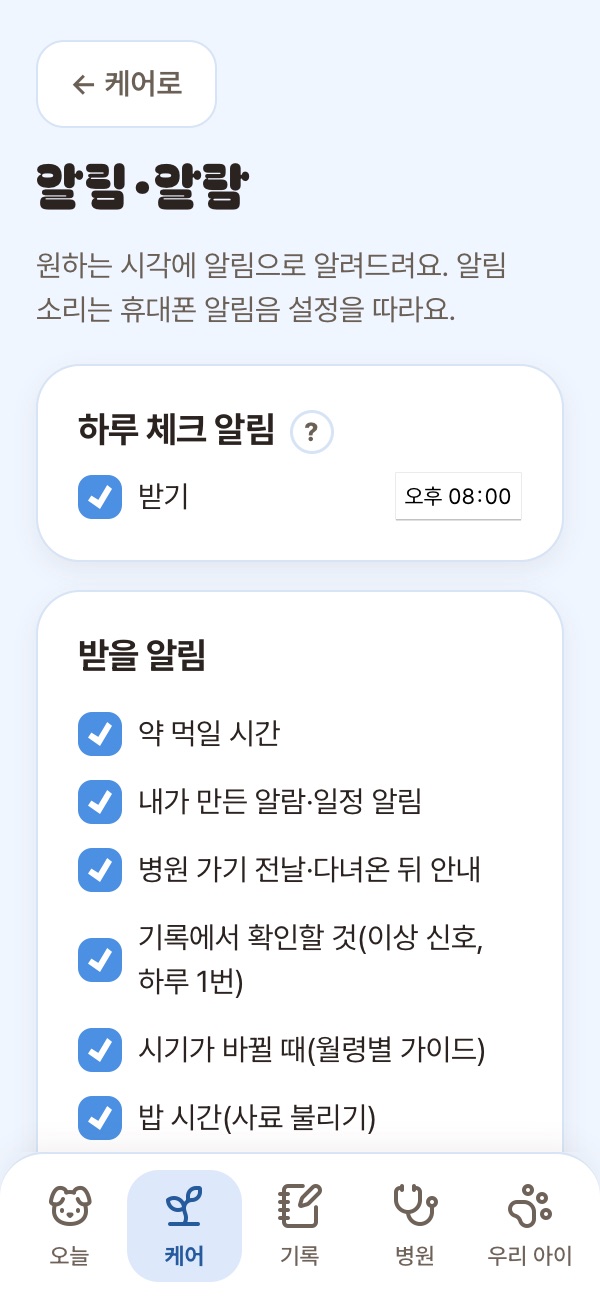 ← 케어로
알림·알람
원하는 시각에 알림으로 알려드려요. 알림
소리는 휴대폰 알림음 설정을 따라요.
하루 체크 알림 ?
받기 오후 08:00
받을 알림
약 먹일 시간
내가 만든 알람·일정 알림
병원 가기 전날·다녀온 뒤 안내
기록에서 확인할 것(이상 신호,
하루 1번)
시기가 바뀔 때(월령별 가이드)
밥 시간(사료 불리기)
오늘 케어 기록 병원 우리 아이